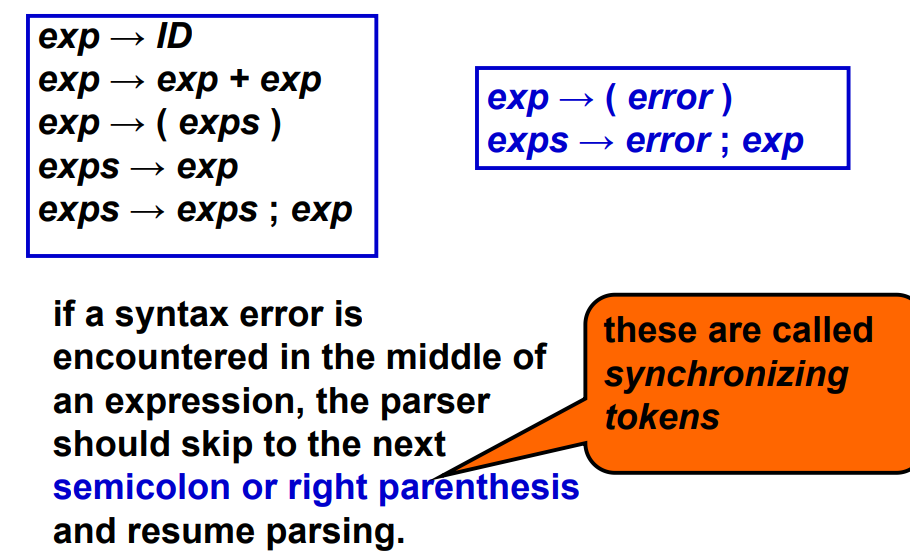 exp → ID
exp → exp + exp
exp → ( exps )
exps → exp
exps → exps ; exp
exp → ( error )
exps → error ; exp
if a syntax error is
encountered in the middle of
an expression, the parser
should skip to the next
semicolon or right parenthesis
and resume parsing.
these are called
synchronizing
tokens